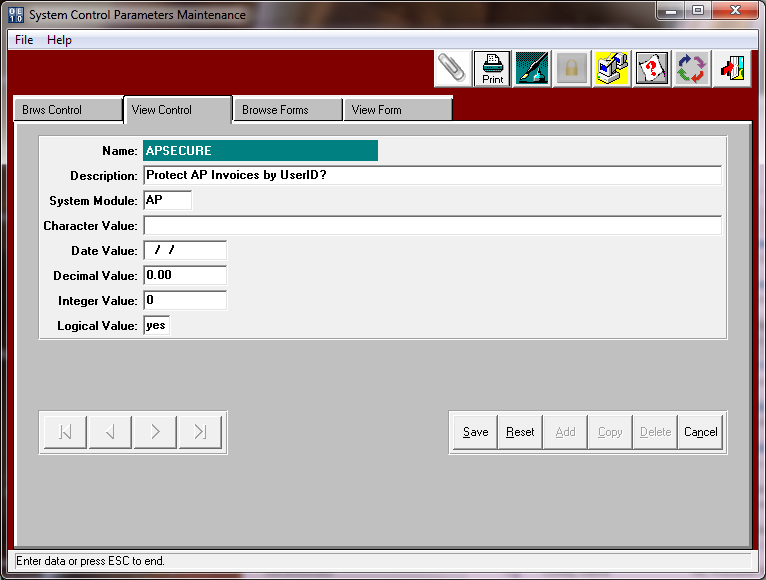 OE
10
System Control Parameters Maintenance
File Help
Print
Brws Control View Control Browse Forms View Form
Name: APSECURE
Description: Protect AP Invoices by UserID?
System Module: AP
Character Value:
Date Value: / /
Decimal Value: 0.00
Integer Value: 0
Logical Value: yes
Save Reset Add Copy Delete Cancel
Enter data or press ESC to end.